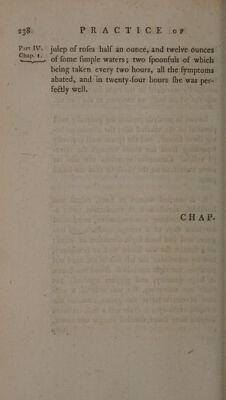 238 PRACTICE OF
Part IV.
Chap. 1.
julep of roſes half an ounce, and twelve ounces
of ſome ſimple waters; two ſpoonfuls of which
being taken every two hours, all the ſymptoms
abated, and in twenty-four hours ſhe was per-
fectly well.
CHAP-